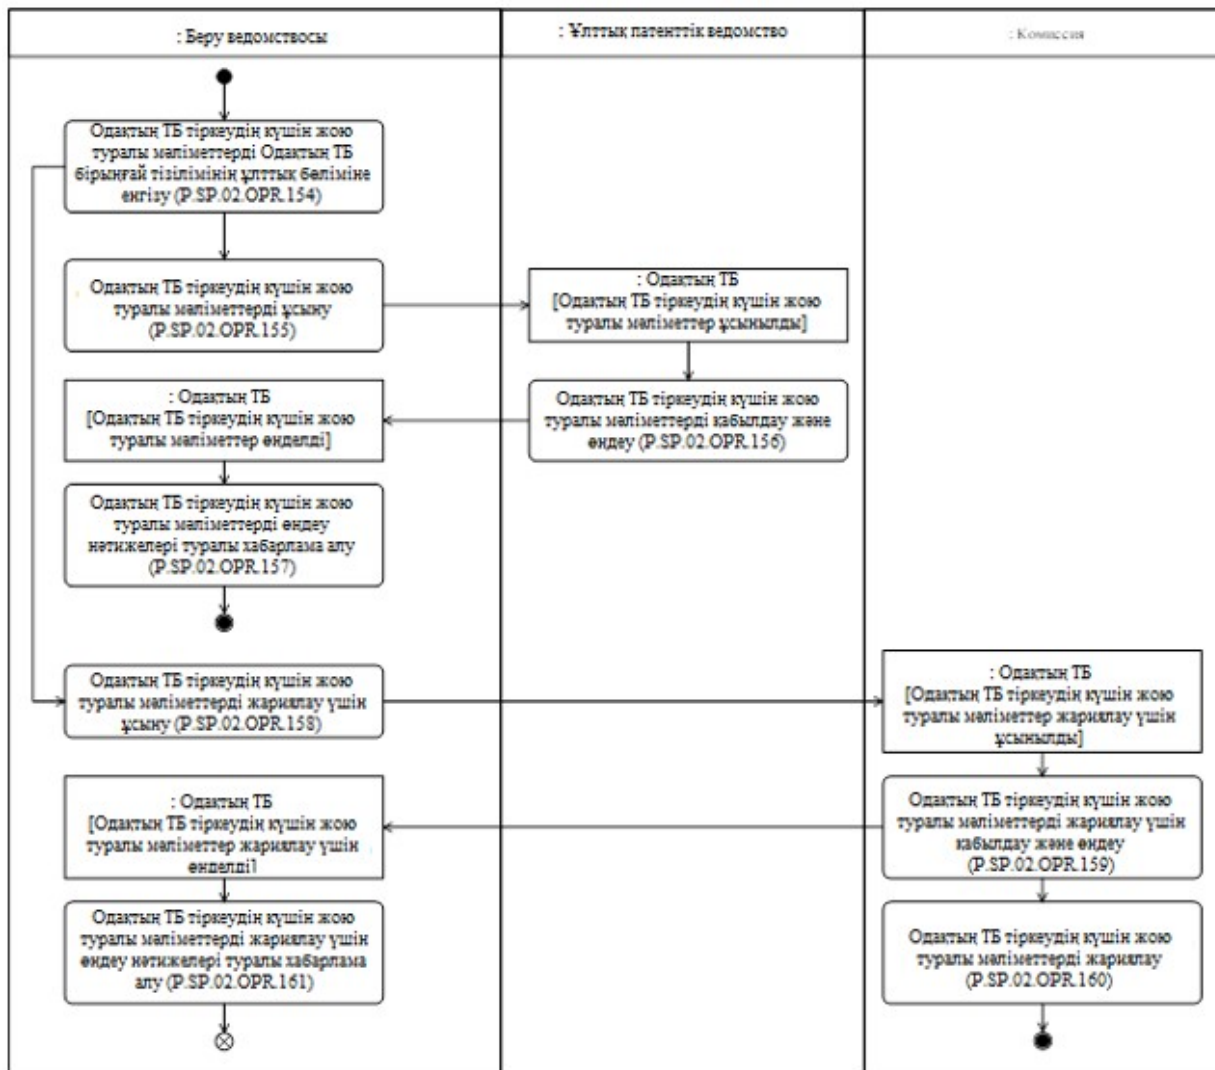 : Беру ведомствосы
: Ұлттық патенттік ведомство
: Комиссия
Одақтың ТБ тіркеудің күшін жою
туралы мәліметтерді Одақтың ТБ
бірыңғай тізілімінің ұлттық бөліміне
енгізу (P.SP.02.OPR.154)
Одақтың ТБ тіркеудің күшін жою
туралы мәліметтерді ұсыну
(P.SP.02.OPR.155)
: Одақтың ТБ
[Одақтың ТБ тіркеудің күшін жою
туралы мәліметтер ұсынылды]
: Одақтың ТБ
[Одақтың ТБ тіркеудің күшін жою
туралы мәліметтер өңделді]
Одақтың ТБ тіркеудің күшін жою
туралы мәліметтерді қабылдау және
өңдеу (P.SP.02.OPR.156)
Одақтың ТБ тіркеудің күшін жою
туралы мәліметтерді өңдеу
нәтижелері туралы хабарлама алу
(P.SP.02.OPR.157)
Одақтың ТБ тіркеудің күшін жою
туралы мәліметтерді жариялау үшін
ұсыну (P.SP.02.OPR.158)
: Одақтың ТБ
[Одақтың ТБ тіркеудің күшін жою
туралы мәліметтер жариялау үшін
ұсынылды]
: Одақтың ТБ
[Одақтың ТБ тіркеудің күшін жою
туралы мәліметтер жариялау үшін
өңделді]
Одақтың ТБ тіркеудің күшін жою
туралы мәліметтерді жариялау үшін
қабылдау және өңдеу
(P.SP.02.OPR.159)
Одақтың ТБ тіркеудің күшін жою
туралы мәліметтерді жариялау үшін
өңдеу нәтижелері туралы хабарлама
алу (P.SP.02.OPR.161)
Одақтың ТБ тіркеудің күшін жою
туралы мәліметтерді жариялау
(P.SP.02.OPR.160)